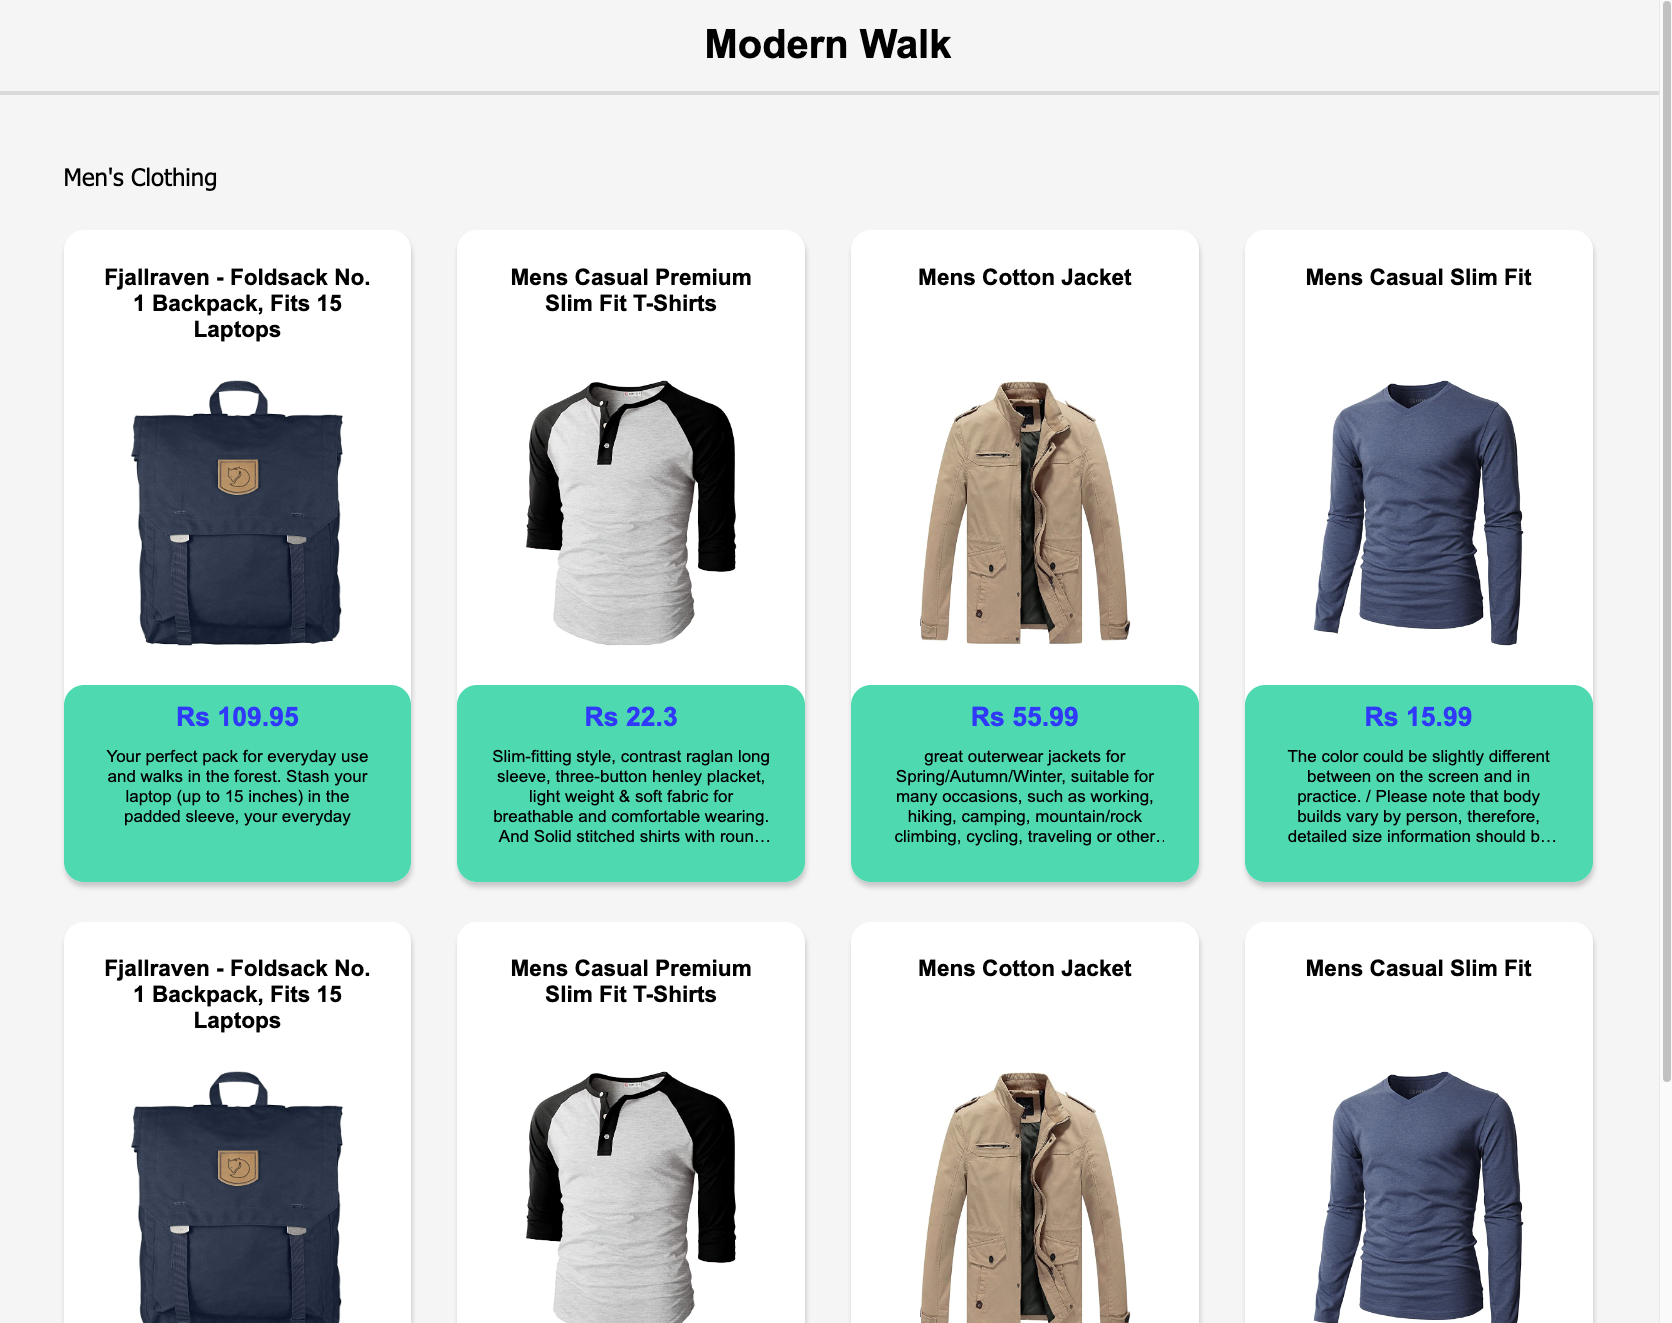 Modern Walk
Men's Clothing
Fjallraven - Foldsack No.
1 Backpack, Fits 15
Laptops
Rs 109.95
Your perfect pack for everyday use
and walks in the forest. Stash your
laptop (up to 15 inches) in the
padded sleeve, your everyday
Mens Casual Premium
Slim Fit T-Shirts
Rs 22.3
Slim-fitting style, contrast raglan long
sleeve, three-button henley placket,
light weight & soft fabric for
breathable and comfortable wearing.
And Solid stitched shirts with roun…
Mens Cotton Jacket
Rs 55.99
great outerwear jackets for
Spring/Autumn/Winter, suitable for
many occasions, such as working,
hiking, camping, mountain/rock
climbing, cycling, traveling or other..
Mens Casual Slim Fit
Rs 15.99
The color could be slightly different
between on the screen and in
practice. / Please note that body
builds vary by person, therefore,
detailed size information should b…
Fjallraven - Foldsack No.
1 Backpack, Fits 15
Laptops
Mens Casual Premium
Slim Fit T-Shirts
Mens Cotton Jacket
Mens Casual Slim Fit